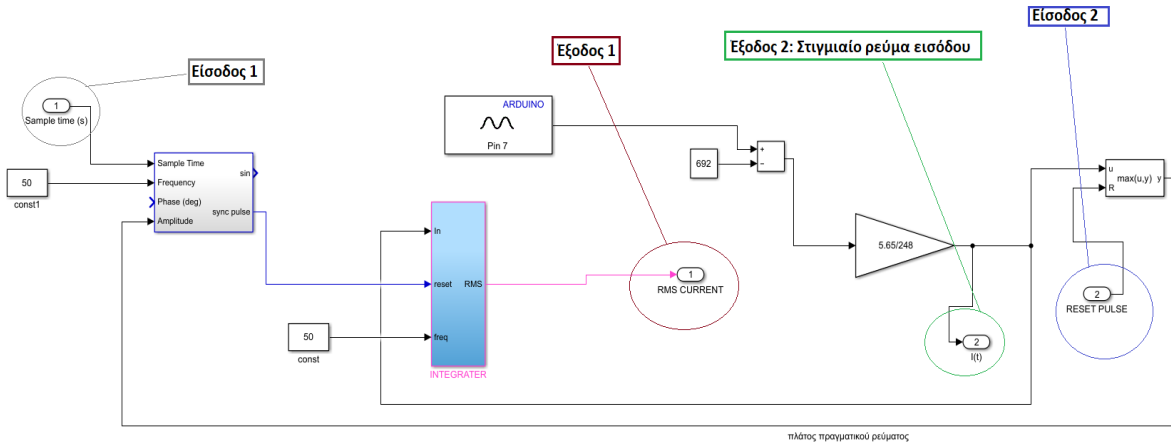 Είσοδος 1
1
Sample time (s)
50
const1
Sample Time
Frequency
Phase (deg)
Amplitude
sin
sync pulse
50
const
In
reset
freq
RMS
INTEGRATER
Έξοδος 1
1
RMS CURRENT
ARDUINO
Pin 7
692
+
−
5.65/248
Έξοδος 2: Στιγμιαίο ρεύμα εισόδου
2
I(t)
Είσοδος 2
2
RESET PULSE
u
R
max(u,y)
y
πλάτος πραγματικού ρεύματος